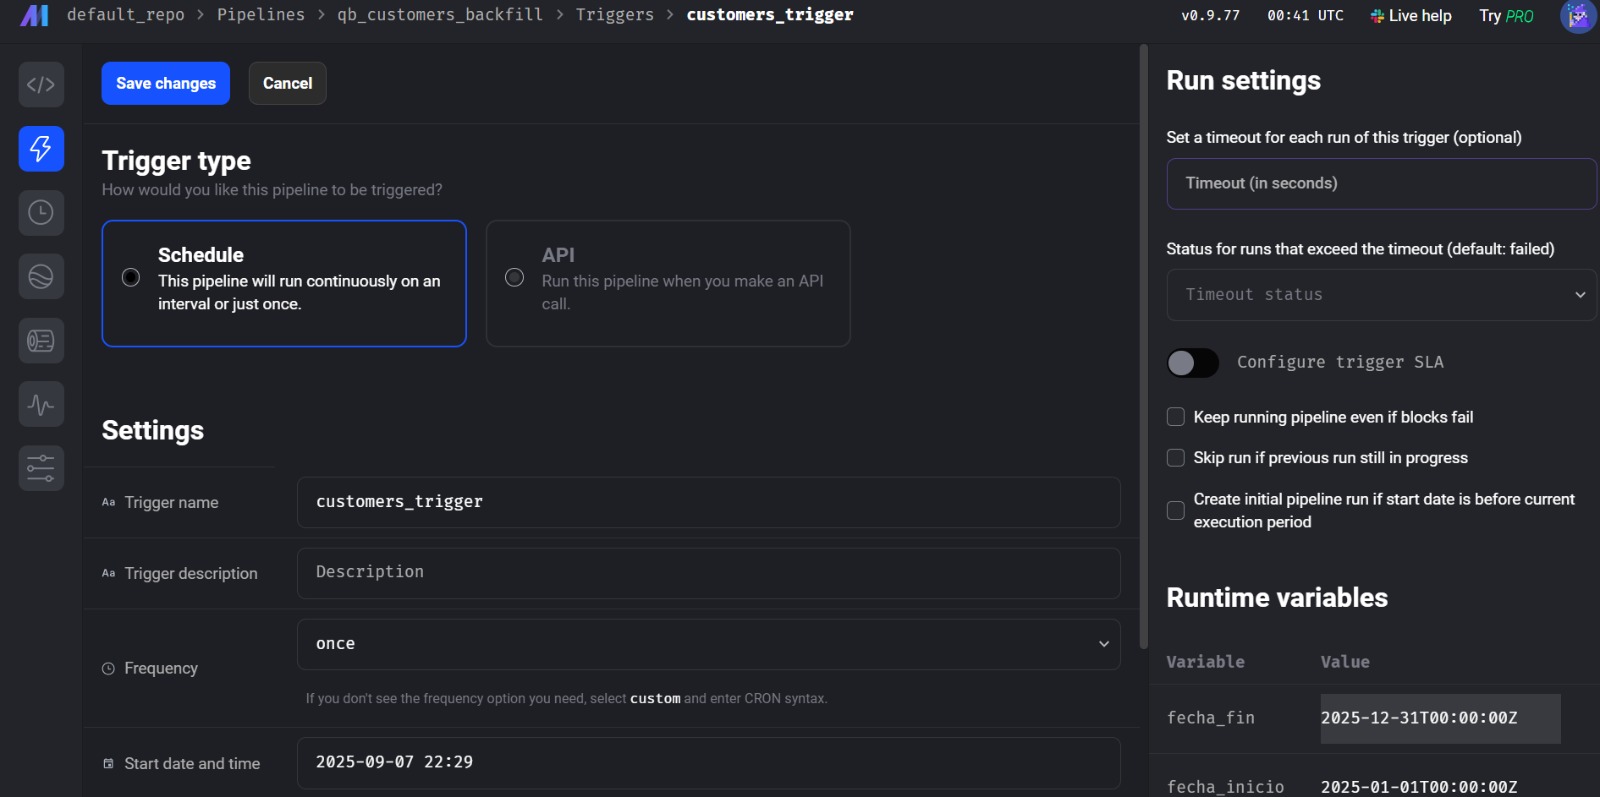 default_repo > Pipelines > qb_customers_backfill > Triggers > customers_trigger
v0.9.77 00:41 UTC Live help Try PRO
Save changes Cancel
Trigger type
How would you like this pipeline to be triggered?
Schedule
This pipeline will run continuously on an
interval or just once.
API
Run this pipeline when you make an API
call.
Settings
Aa Trigger name customers_trigger
Aa Trigger description Description
Frequency once
If you don't see the frequency option you need, select custom and enter CRON syntax.
Start date and time 2025-09-07 22:29
Run settings
Set a timeout for each run of this trigger (optional)
Timeout (in seconds)
Status for runs that exceed the timeout (default: failed)
Timeout status
Configure trigger SLA
Keep running pipeline even if blocks fail
Skip run if previous run still in progress
Create initial pipeline run if start date is before current
execution period
Runtime variables
Variable Value
fecha_fin 2025-12-31T00:00:00Z
fecha_inicio 2025-01-01T00:00:00Z